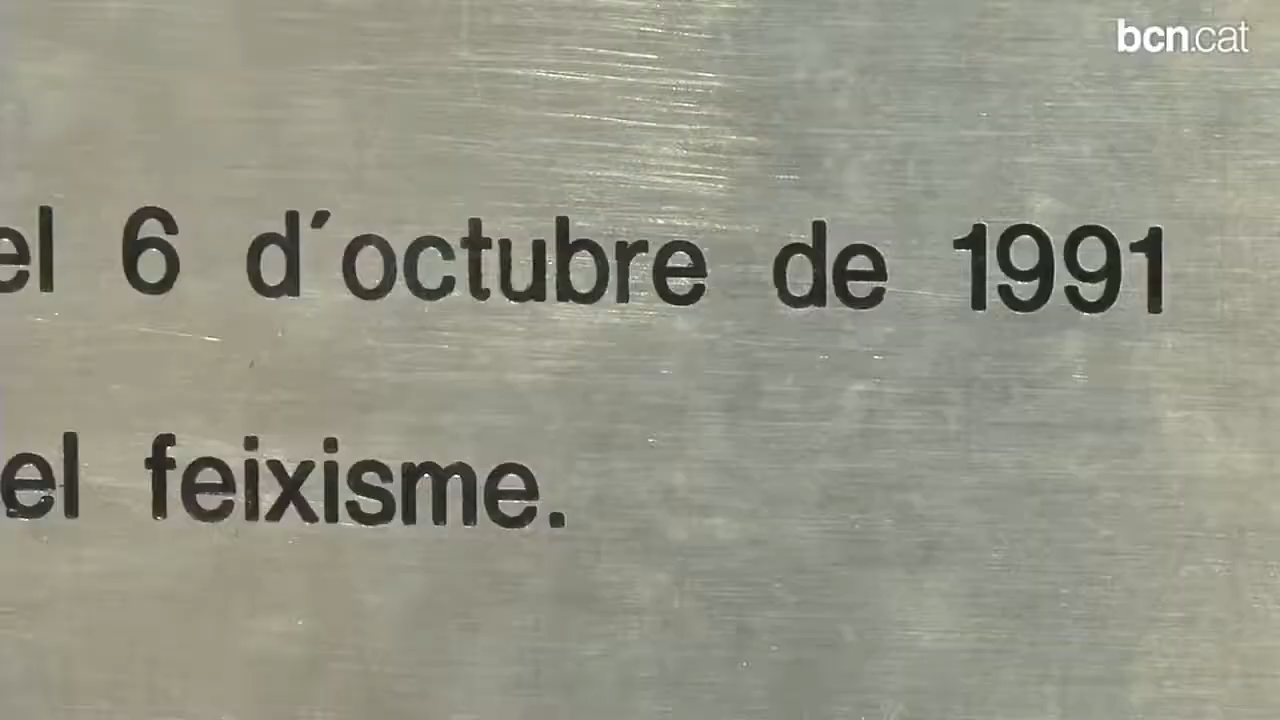 bcn.cat
el 6 d´octubre de 1991
el feixisme.